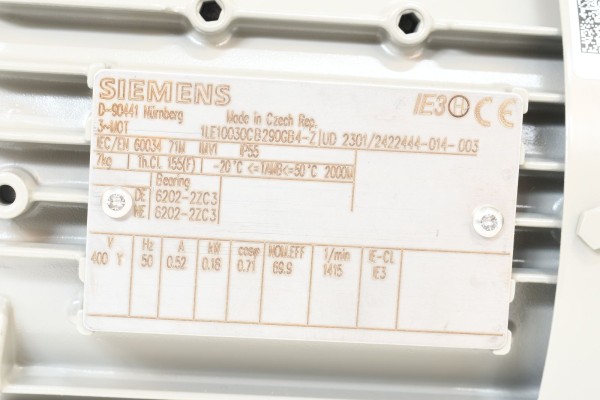 SIEMENS IE3 H CE
D-90441 Nürnberg Made in Czech Rep.
3~MOT 1LE10030CB290GB4-Z UD 2301/2422444-014-003
IEC/EN 60034 71M IMV1 IP55
7kg Th.Cl. 155(F) -20°C <=TAMB<=50°C 2000M
Bearing
DE 6202-2ZC3
NE 6202-2ZC3
V Hz A kW cosφ NOM.EFF 1/min IE-CL
400 Y 50 0.52 0.18 0.71 69.9 1415 IE3